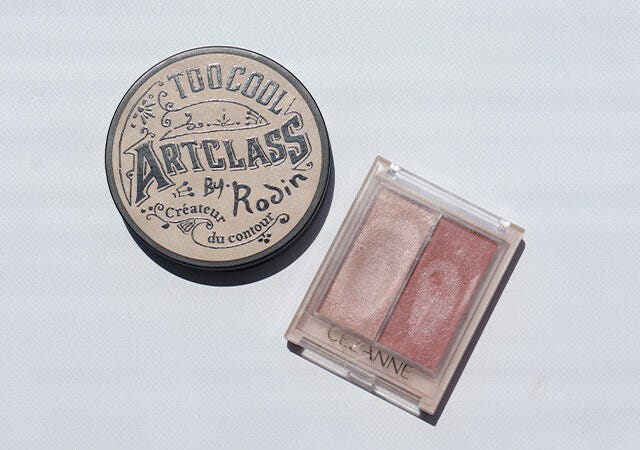 TOO COOL
ARTCLASS
By: Rodin
Créateur
du contour
CEZANNE